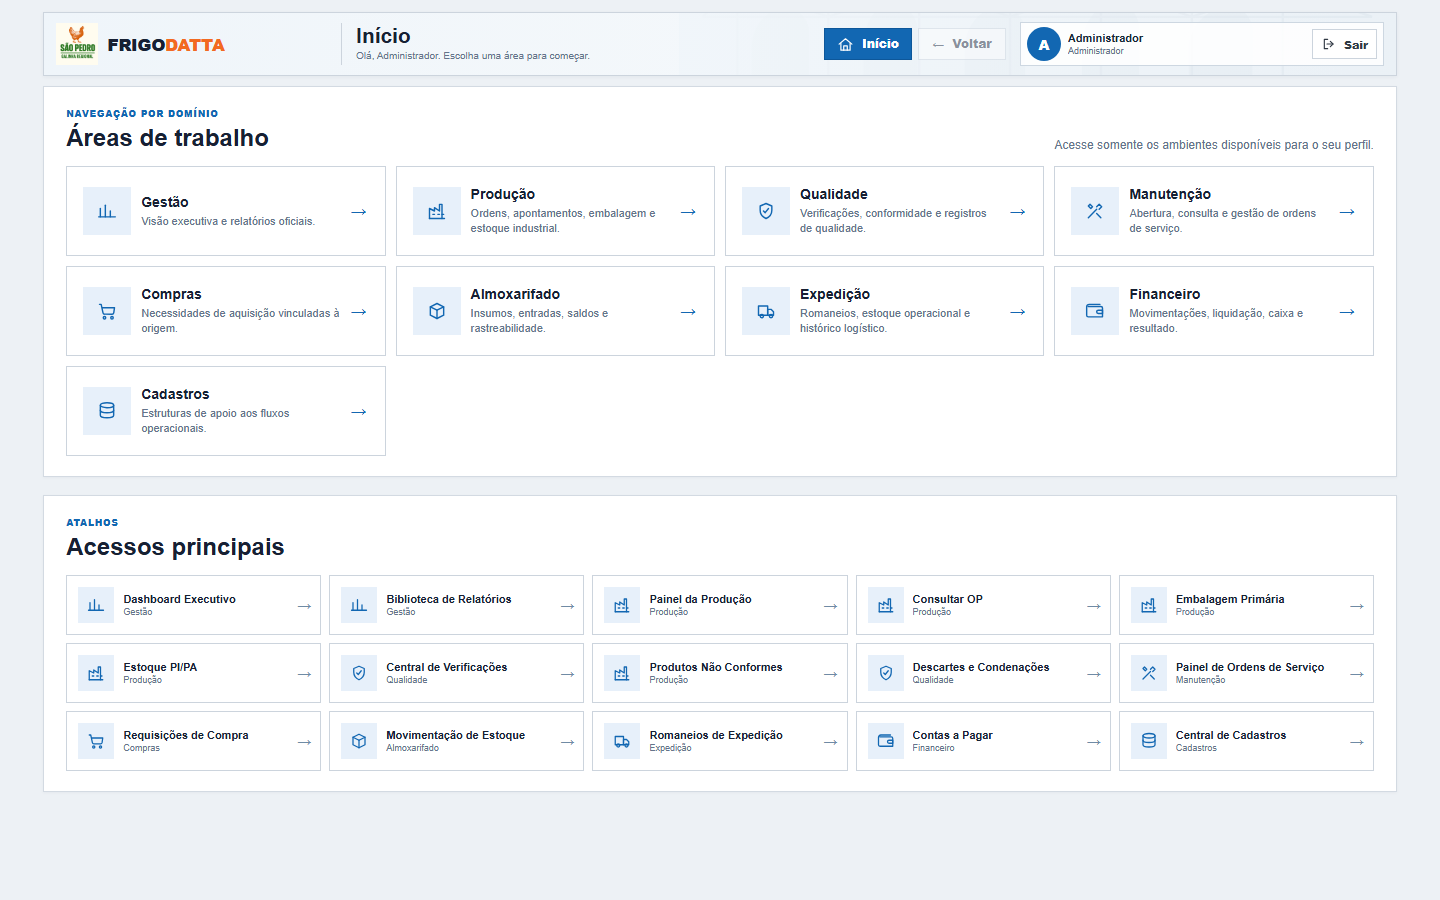 SÃO PEDRO
GALINHA REGIONAL
FRIGODATTA
Início
Olá, Administrador. Escolha uma área para começar.
Início
← Voltar
A
Administrador
Administrador
Sair
NAVEGAÇÃO POR DOMÍNIO
Áreas de trabalho
Acesse somente os ambientes disponíveis para o seu perfil.
Gestão
Visão executiva e relatórios oficiais.
→
Produção
Ordens, apontamentos, embalagem e
estoque industrial.
→
Qualidade
Verificações, conformidade e registros
de qualidade.
→
Manutenção
Abertura, consulta e gestão de ordens
de serviço.
→
Compras
Necessidades de aquisição vinculadas à
origem.
→
Almoxarifado
Insumos, entradas, saldos e
rastreabilidade.
→
Expedição
Romaneios, estoque operacional e
histórico logístico.
→
Financeiro
Movimentações, liquidação, caixa e
resultado.
→
Cadastros
Estruturas de apoio aos fluxos
operacionais.
→
ATALHOS
Acessos principais
Dashboard Executivo
Gestão
→
Biblioteca de Relatórios
Gestão
→
Painel da Produção
Produção
→
Consultar OP
Produção
→
Embalagem Primária
Produção
→
Estoque PI/PA
Produção
→
Central de Verificações
Qualidade
→
Produtos Não Conformes
Produção
→
Descartes e Condenações
Qualidade
→
Painel de Ordens de Serviço
Manutenção
→
Requisições de Compra
Compras
→
Movimentação de Estoque
Almoxarifado
→
Romaneios de Expedição
Expedição
→
Contas a Pagar
Financeiro
→
Central de Cadastros
Cadastros
→